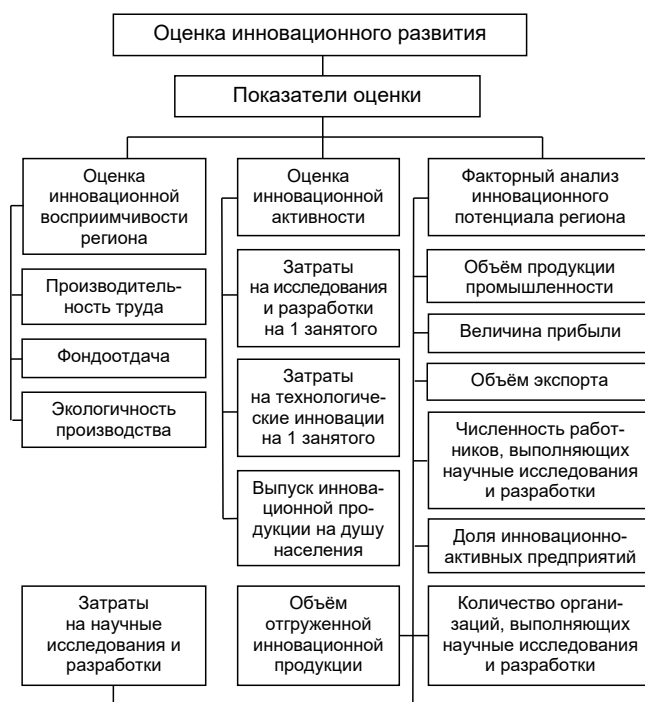 Оценка инновационного развития
Показатели оценки
Оценка
инновационной
восприимчивости
региона
Производитель-
ность труда
Фондоотдача
Экологичность
производства
Оценка
инновационной
активности
Затраты
на исследования
и разработки
на 1 занятого
Затраты
на технологиче-
ские инновации
на 1 занятого
Выпуск иннова-
ционной про-
дукции на душу
населения
Факторный анализ
инновационного
потенциала региона
Объём продукции
промышленности
Величина прибыли
Объём экспорта
Численность работ-
ников, выполняющих
научные исследования
и разработки
Доля инновационно-
активных предприятий
Затраты
на научные
исследования и
разработки
Объём
отгруженной
инновационной
продукции
Количество органи-
заций, выполняющих
научные исследования
и разработки